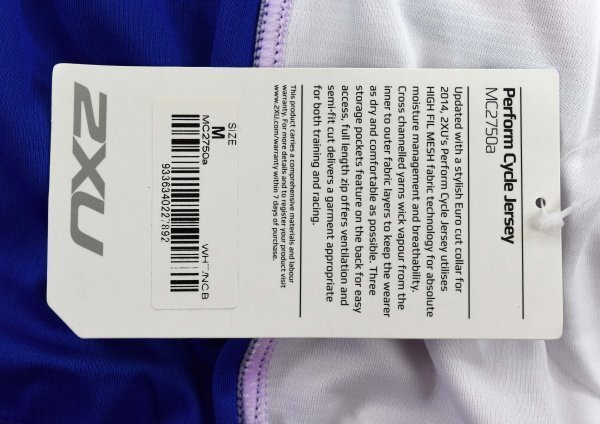 Perform Cycle Jersey
MC2750a
Updated with a stylish Euro cut collar for
2014, 2XU's Perform Cycle Jersey utilises
HIGH FIL MESH fabric technology for absolute
moisture management and breathability.
Cross channelled yarns wick vapour from the
inner to outer fabric layers to keep the wearer
as dry and comfortable as possible. Three
storage pockets feature on the back for easy
access, full length zip offers ventilation and
semi-fit cut delivers a garment appropriate
for both training and racing.
This product carries a comprehensive materials and labour
warranty. For more details and to register your product visit
www.2XU.com/warranty within 7 days of purchase.
SIZE
M
MC2750a
9336340227892
2XU